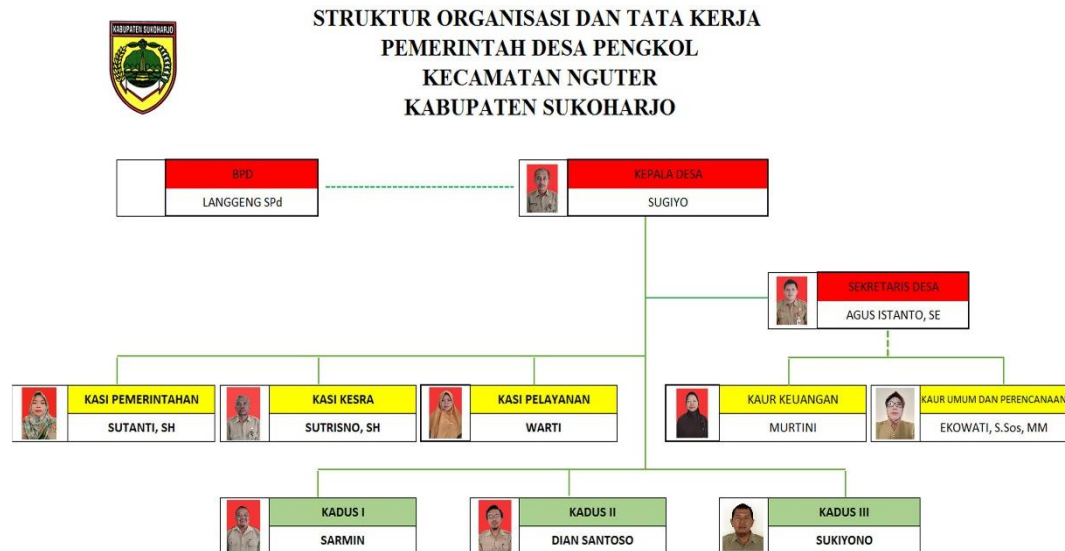 STRUKTUR ORGANISASI DAN TATA KERJA
PEMERINTAH DESA PENGKOL
KECAMATAN NGUTER
KABUPATEN SUKOHARJO
KABUPATEN SUKOHARJO
BPD
LANGGENG SPd
KEPALA DESA
SUGIYO
SEKRETARIS DESA
AGUS ISTANTO, SE
KASI PEMERINTAHAN
SUTANTI, SH
KASI KESRA
SUTRISNO, SH
KASI PELAYANAN
WARTI
KAUR KEUANGAN
MURTINI
KAUR UMUM DAN PERENCANAAN
EKOWATI, S.Sos, MM
KADUS I
SARMIN
KADUS II
DIAN SANTOSO
KADUS III
SUKIYONO